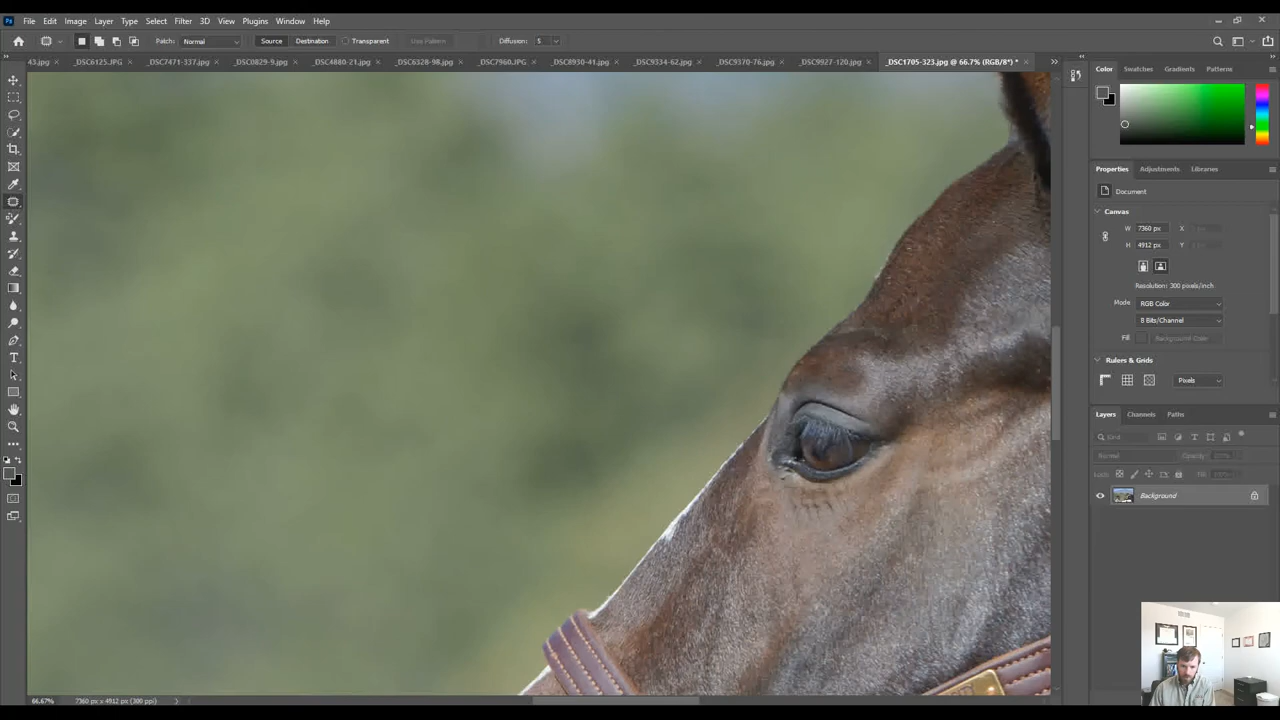 Ps File Edit Image Layer Type Select Filter 3D View Plugins Window Help
Patch: Normal Source Destination Transparent Use Pattern Diffusion: 5
43.jpg × _DSC6125.JPG × _DSC7471-337.jpg × _DSC0829-9.jpg × _DSC4880-21.jpg × _DSC6328-98.jpg × _DSC7960.JPG × _DSC8930-41.jpg × _DSC9334-62.jpg × _DSC9370-76.jpg × _DSC9927-120.jpg × _DSC1705-323.jpg @ 66.7% (RGB/8*) * ×
Color Swatches Gradients Patterns
Properties Adjustments Libraries
Document
Canvas
W 7360 px X
H 4912 px Y
Resolution: 300 pixels/inch
Mode RGB Color
8 Bits/Channel
Fill Background Color
Rulers & Grids
Pixels
Layers Channels Paths
Kind
Normal Opacity: 100%
Lock: Fill: 100%
Background
66.67% 7360 px x 4912 px (300 ppi)